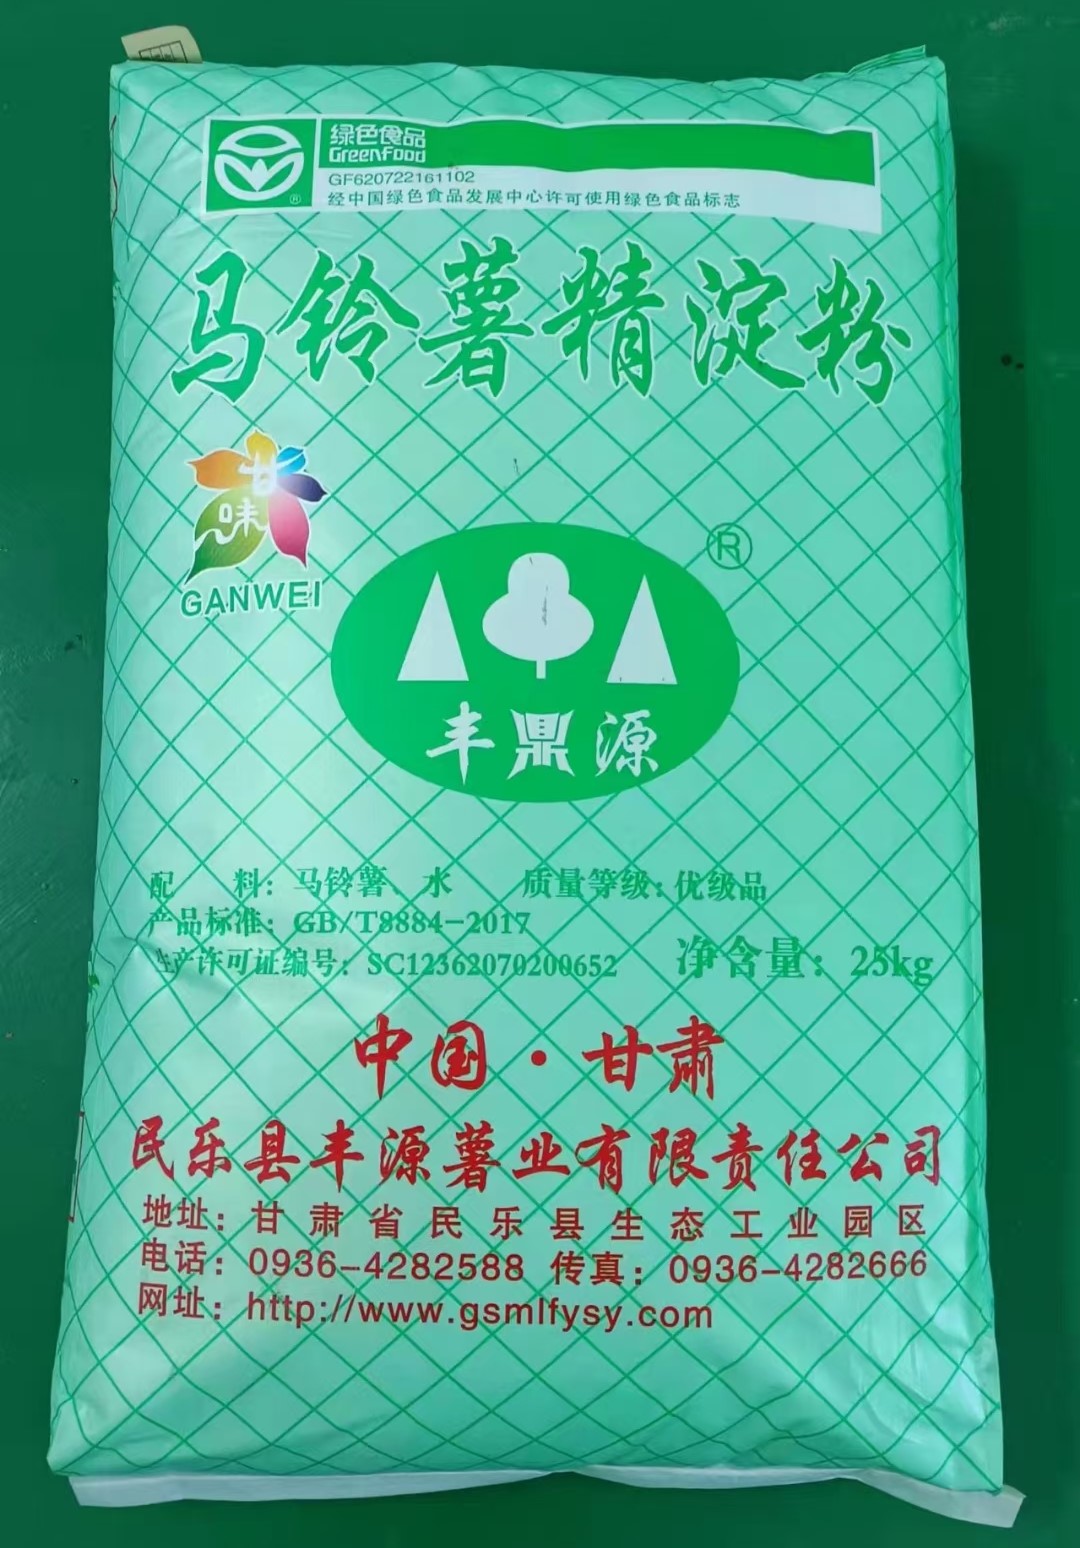 绿色食品
Greenfood
GF620722161102
经中国绿色食品发展中心许可使用绿色食品标志
®
马铃薯精淀粉
甘味
GANWEI
®
丰鼎源
配料：马铃薯、水 质量等级：优级品
产品标准：GB/T8884-2017
生产许可证编号：SC12362070200652 净含量：25kg
中国·甘肃
民乐县丰源薯业有限责任公司
地址：甘肃省民乐县生态工业园区
电话：0936-4282588 传真：0936-4282666
网址：http://www.gsmlfysy.com